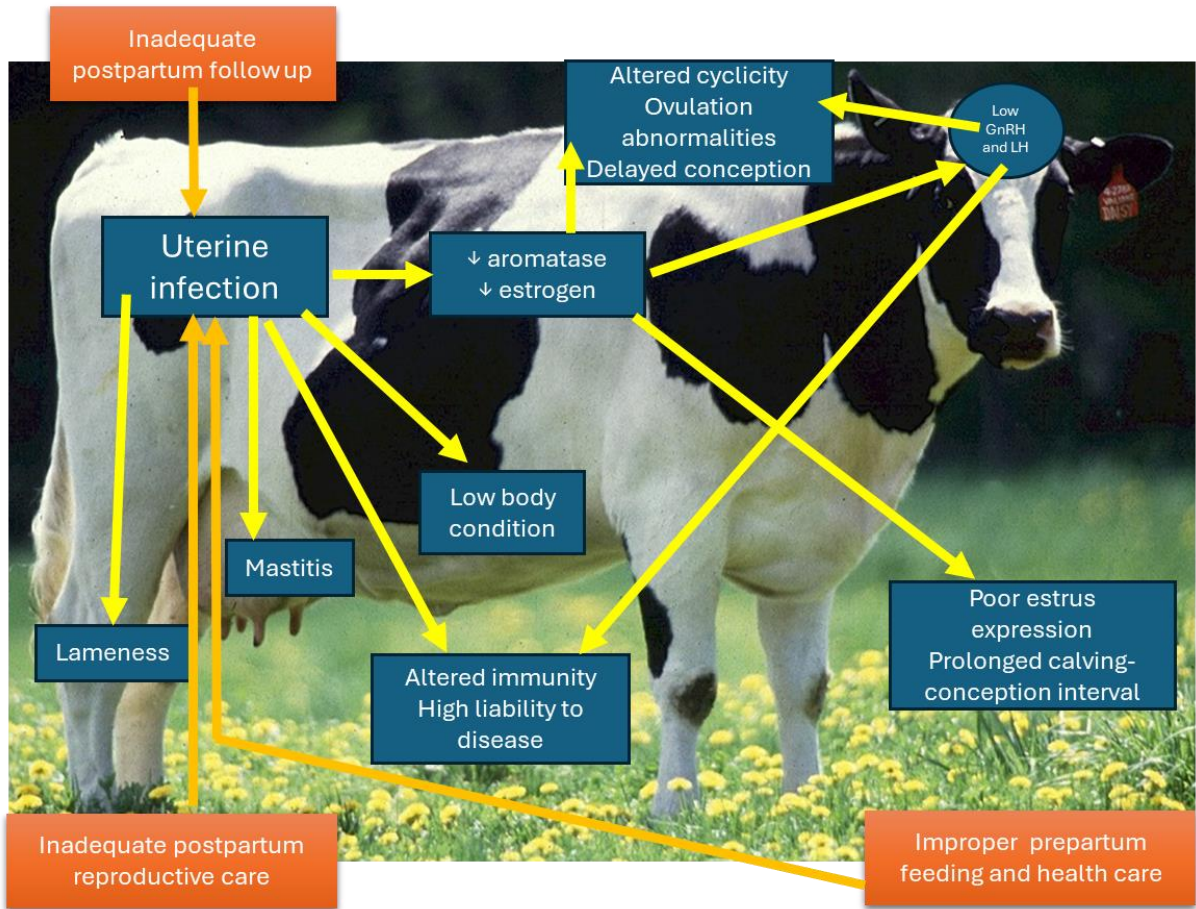 Inadequate
postpartum follow up
Altered cyclicity
Ovulation
abnormalities
Delayed conception
Low
GnRH
and LH
Uterine
infection
↓ aromatase
↓ estrogen
Low body
condition
Mastitis
Lameness
Altered immunity
High liability to
disease
Poor estrus
expression
Prolonged calving-
conception interval
Inadequate postpartum
reproductive care
Improper prepartum
feeding and health care
DAISY